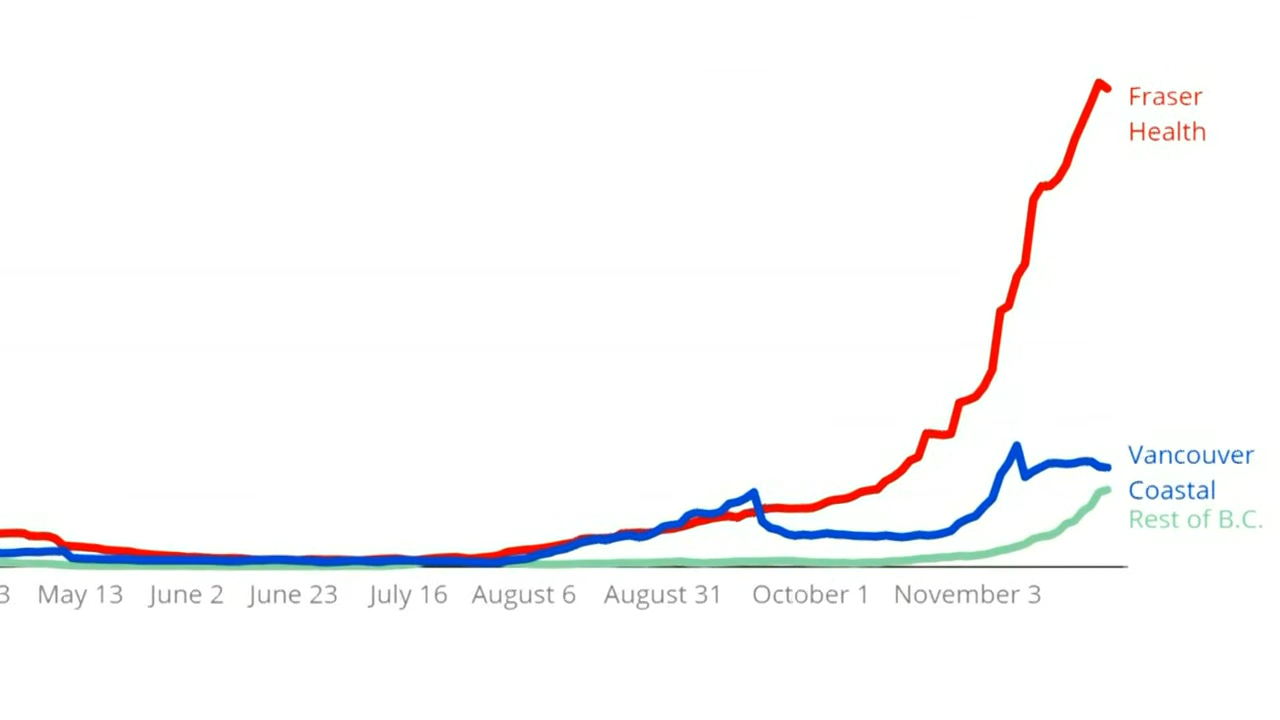 Fraser
Health
Vancouver
Coastal
Rest of B.C.
3 May 13 June 2 June 23 July 16 August 6 August 31 October 1 November 3